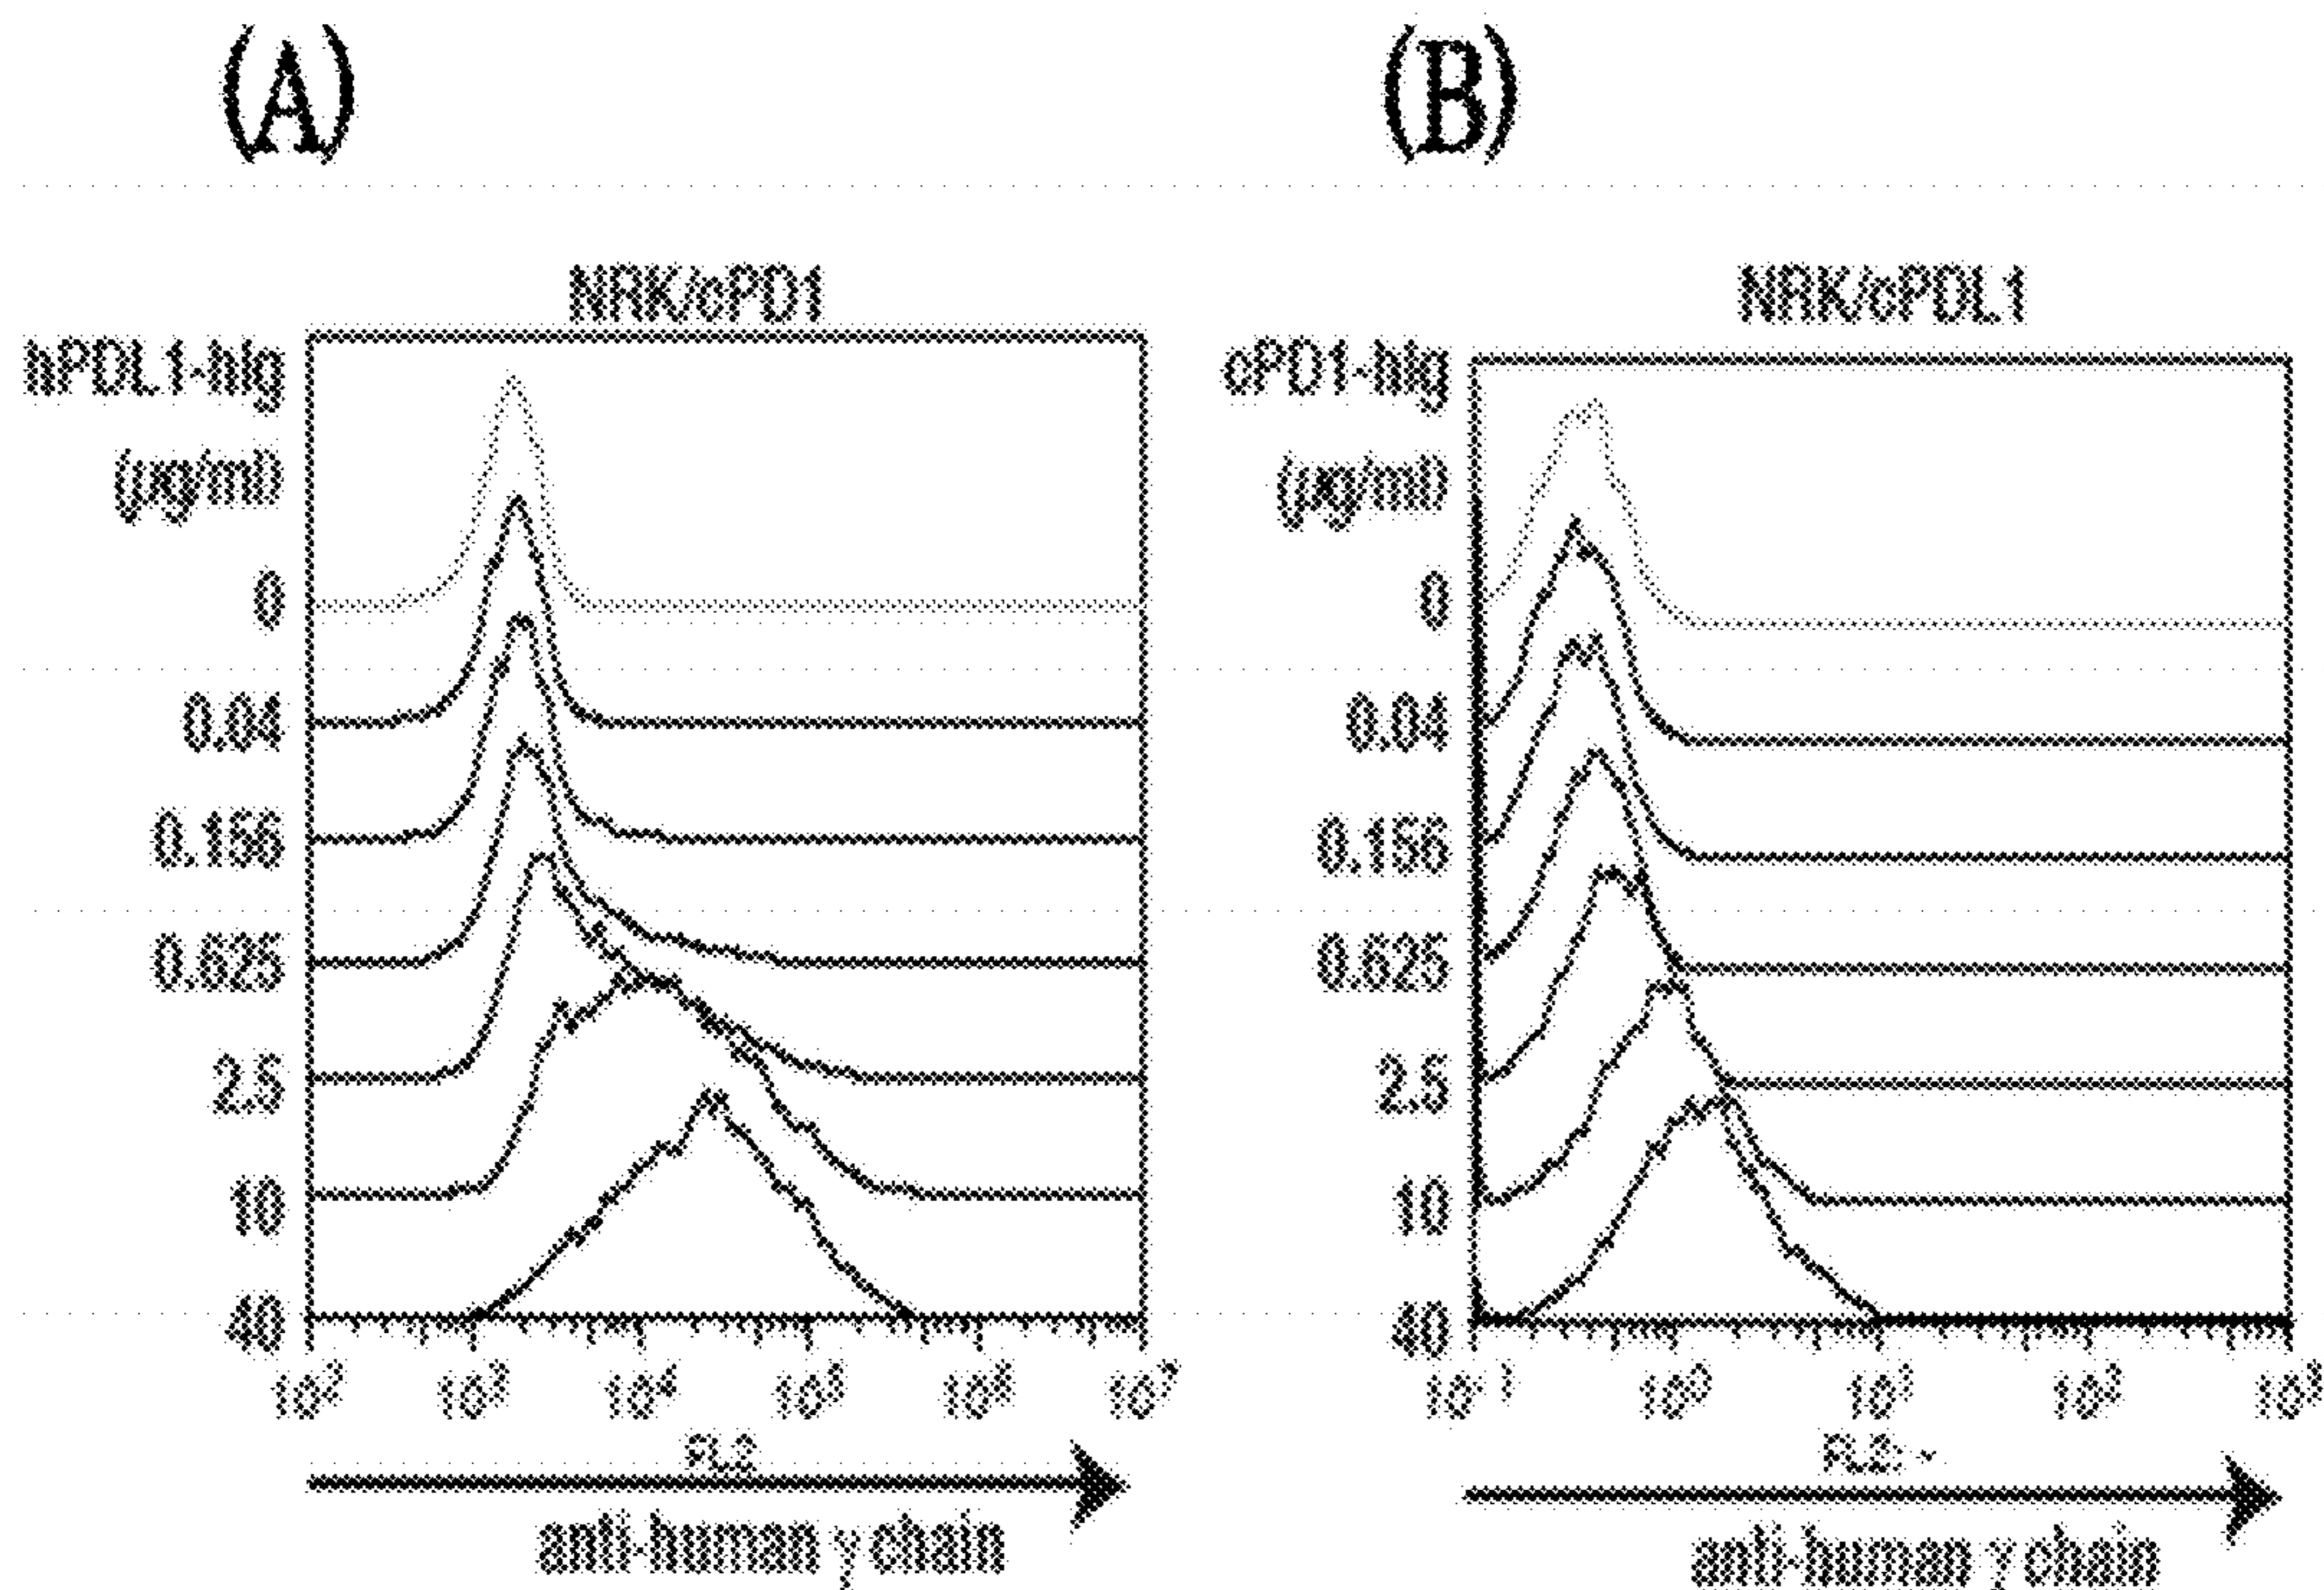 (A)
NRK/cPD1
hPDL1-hIg
(μg/ml)
0
0.04
0.156
0.625
2.5
10
40
10² 10³ 10⁴ 10⁵ 10⁶ 10⁷
FL2
anti-human γ chain
(B)
NRK/cPDL1
cPD1-hIg
(μg/ml)
0
0.04
0.156
0.625
2.5
10
40
10⁻¹ 10⁰ 10¹ 10² 10³
FL2
anti-human γ chain